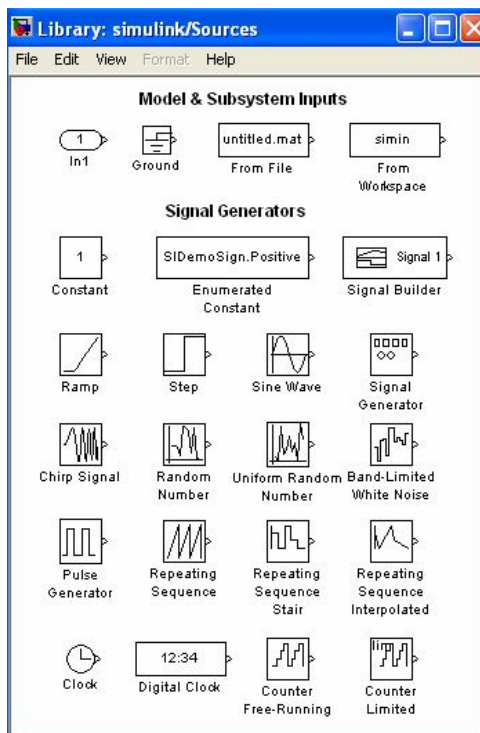 Library: simulink/Sources
File Edit View Format Help
Model & Subsystem Inputs
1
In1
Ground
untitled.mat
From File
simin
From
Workspace
Signal Generators
1
Constant
SlDemoSign.Positive
Enumerated
Constant
Signal 1
Signal Builder
Ramp
Step
Sine Wave
Signal
Generator
Chirp Signal
Random
Number
Uniform Random
Number
Band-Limited
White Noise
Pulse
Generator
Repeating
Sequence
Repeating
Sequence
Stair
Repeating
Sequence
Interpolated
Clock
12:34
Digital Clock
Counter
Free-Running
lim
Counter
Limited